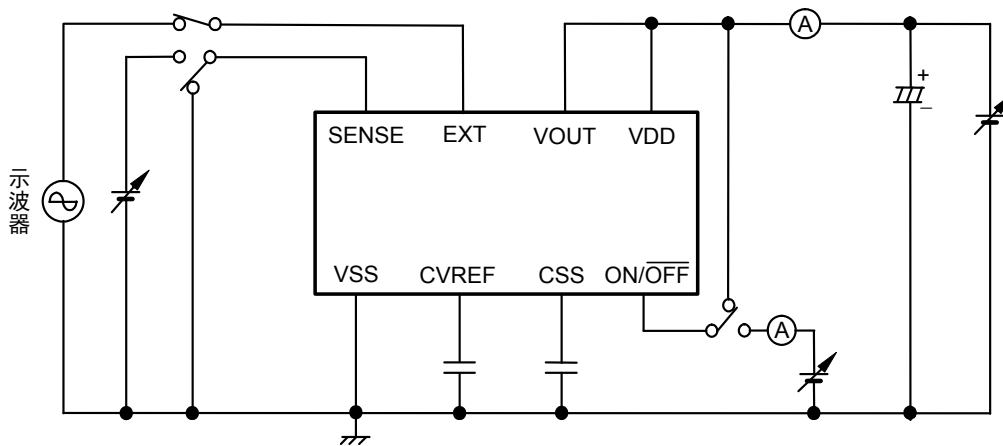 A
+
−
SENSE EXT VOUT VDD
示波器
VSS CVREF CSS ON/OFF
A